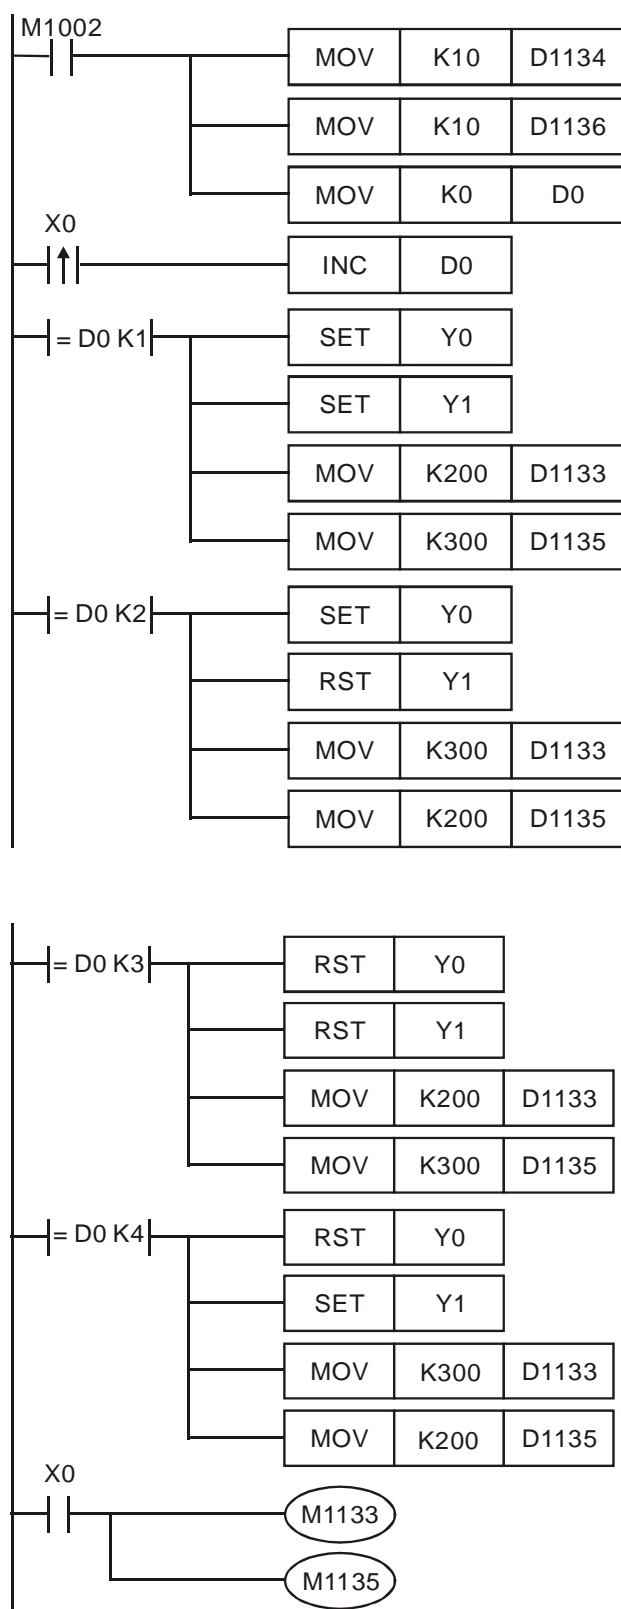 M1002
MOV K10 D1134
MOV K10 D1136
MOV K0 D0
X0
INC D0
= D0 K1 SET Y0
SET Y1
MOV K200 D1133
MOV K300 D1135
= D0 K2 SET Y0
RST Y1
MOV K300 D1133
MOV K200 D1135
= D0 K3 RST Y0
RST Y1
MOV K200 D1133
MOV K300 D1135
= D0 K4 RST Y0
SET Y1
MOV K300 D1133
MOV K200 D1135
X0
M1133
M1135